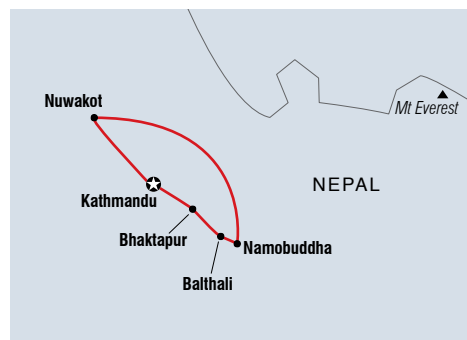 Nuwakot
Mt Everest
Kathmandu
NEPAL
Bhaktapur
Namobuddha
Balthali